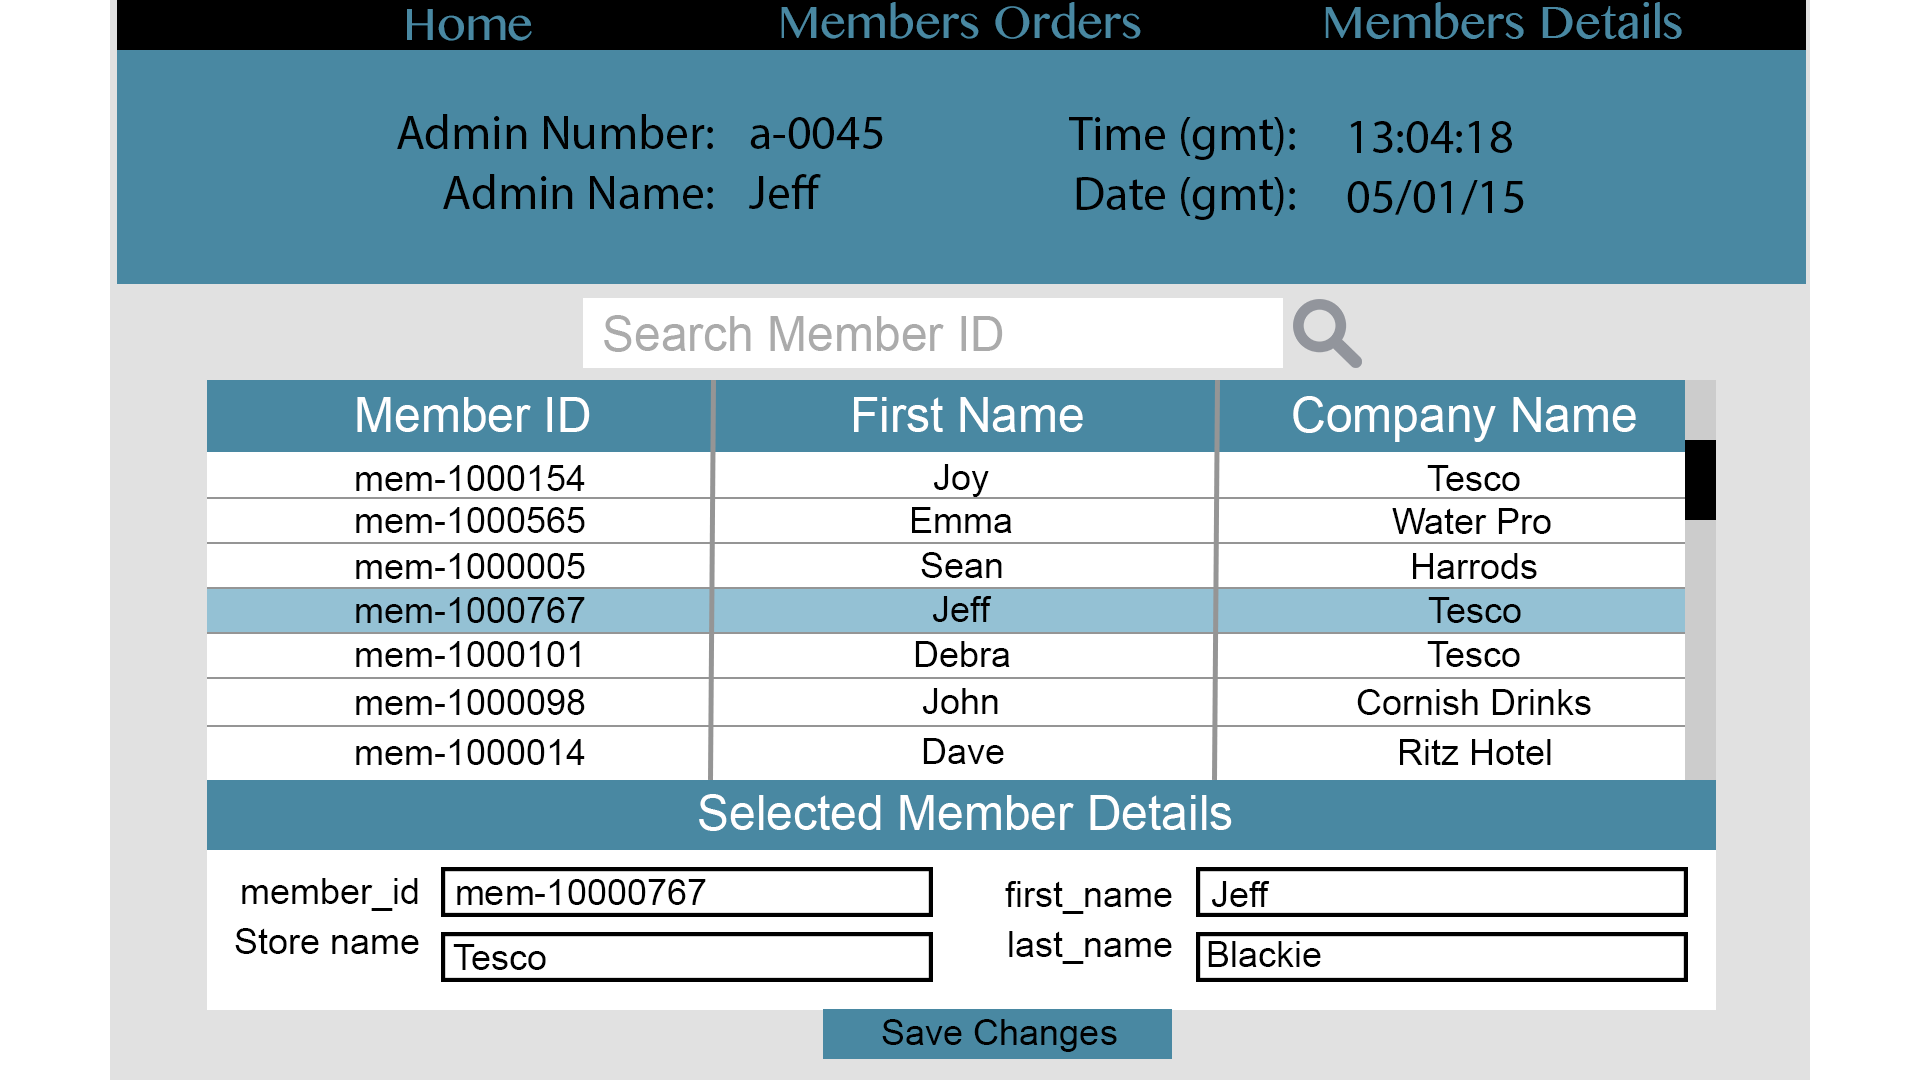 Home Members Orders Members Details
Admin Number: a-0045 Time (gmt): 13:04:18
Admin Name: Jeff Date (gmt): 05/01/15
Search Member ID
Member ID First Name Company Name
mem-1000154 Joy Tesco
mem-1000565 Emma Water Pro
mem-1000005 Sean Harrods
mem-1000767 Jeff Tesco
mem-1000101 Debra Tesco
mem-1000098 John Cornish Drinks
mem-1000014 Dave Ritz Hotel
Selected Member Details
member_id mem-10000767 first_name Jeff
Store name Tesco last_name Blackie
Save Changes